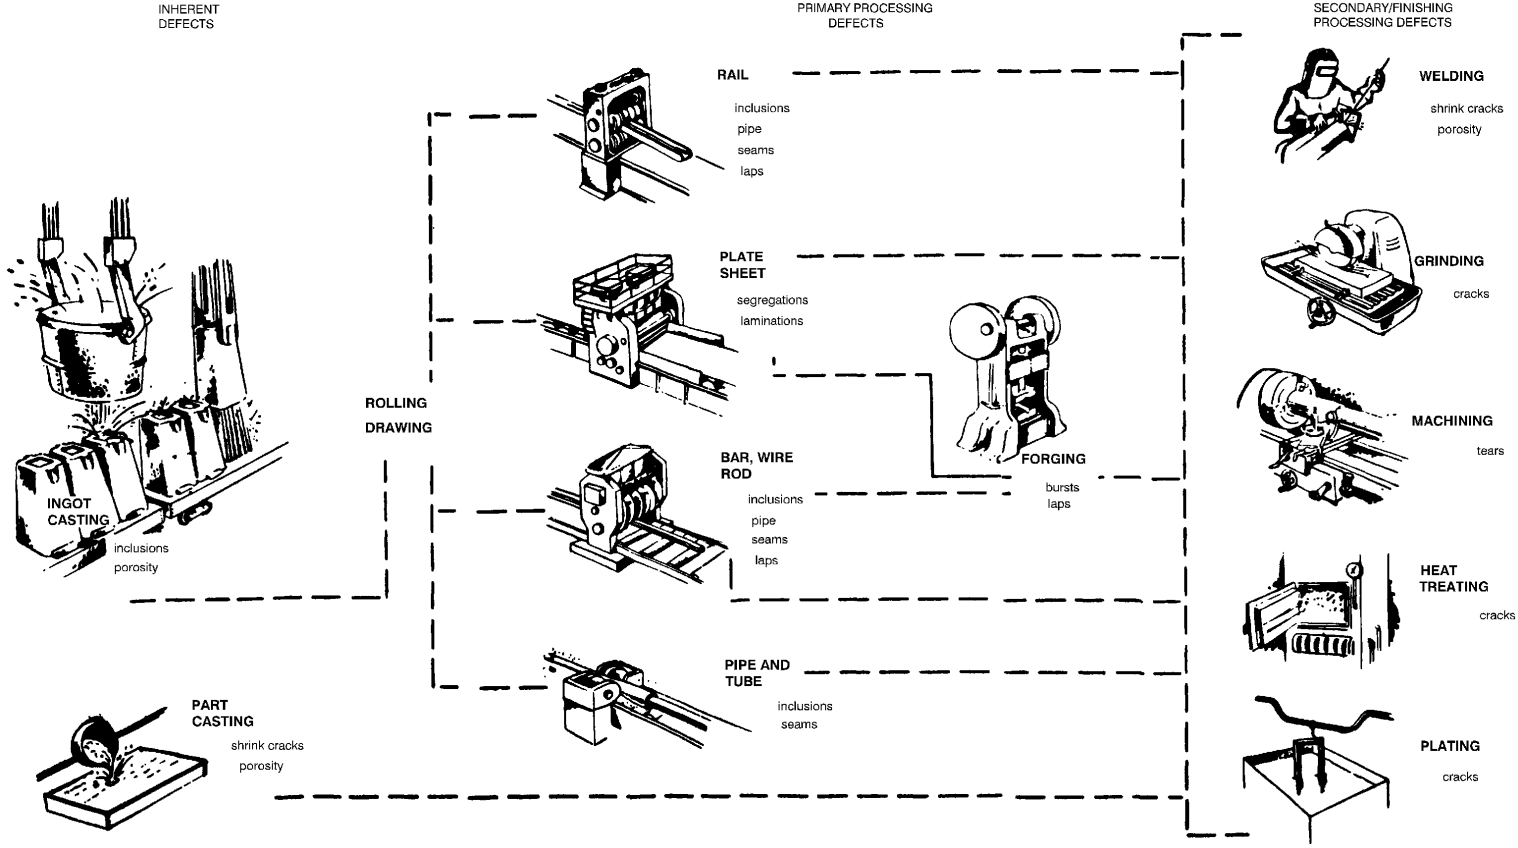 INHERENT
DEFECTS
PRIMARY PROCESSING
DEFECTS
SECONDARY/FINISHING
PROCESSING DEFECTS
INGOT
CASTING
inclusions
porosity
PART
CASTING
shrink cracks
porosity
ROLLING
DRAWING
RAIL
inclusions
pipe
seams
laps
PLATE
SHEET
segregations
laminations
BAR, WIRE
ROD
inclusions
pipe
seams
laps
PIPE AND
TUBE
inclusions
seams
FORGING
bursts
laps
WELDING
shrink cracks
porosity
GRINDING
cracks
MACHINING
tears
HEAT
TREATING
cracks
PLATING
cracks